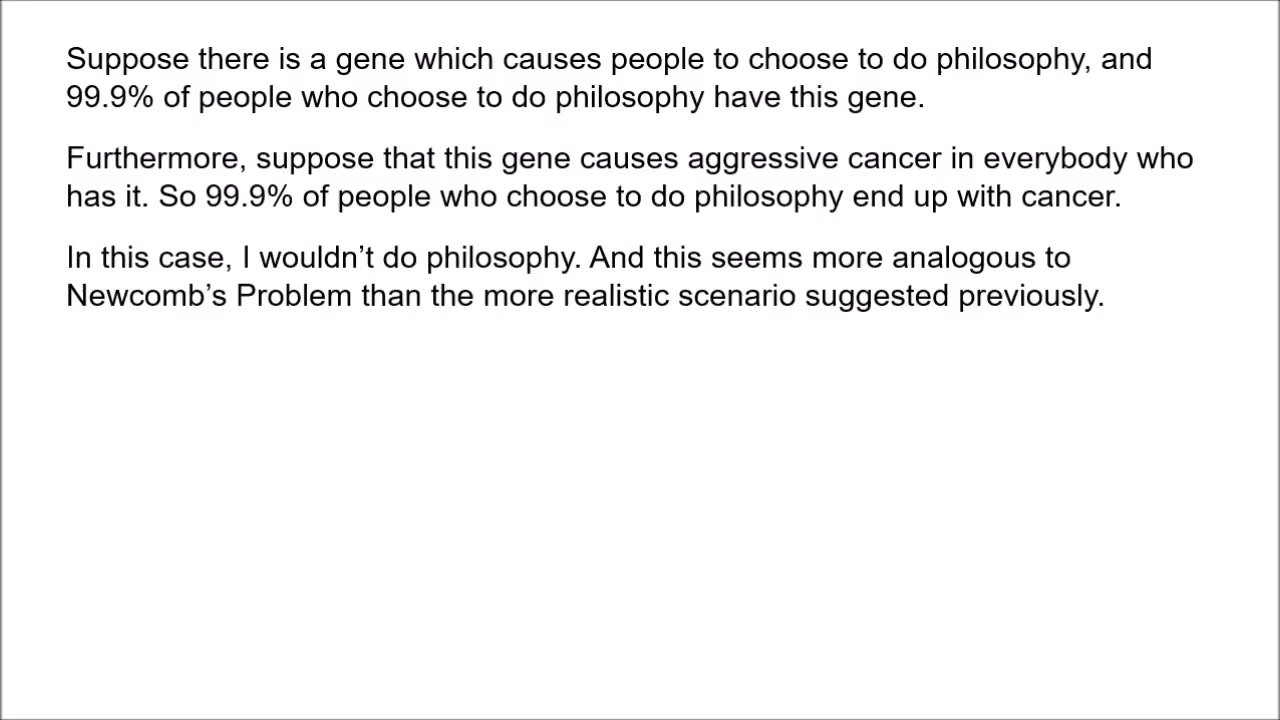 Suppose there is a gene which causes people to choose to do philosophy, and
99.9% of people who choose to do philosophy have this gene.
Furthermore, suppose that this gene causes aggressive cancer in everybody who
has it. So 99.9% of people who choose to do philosophy end up with cancer.
In this case, I wouldn’t do philosophy. And this seems more analogous to
Newcomb’s Problem than the more realistic scenario suggested previously.